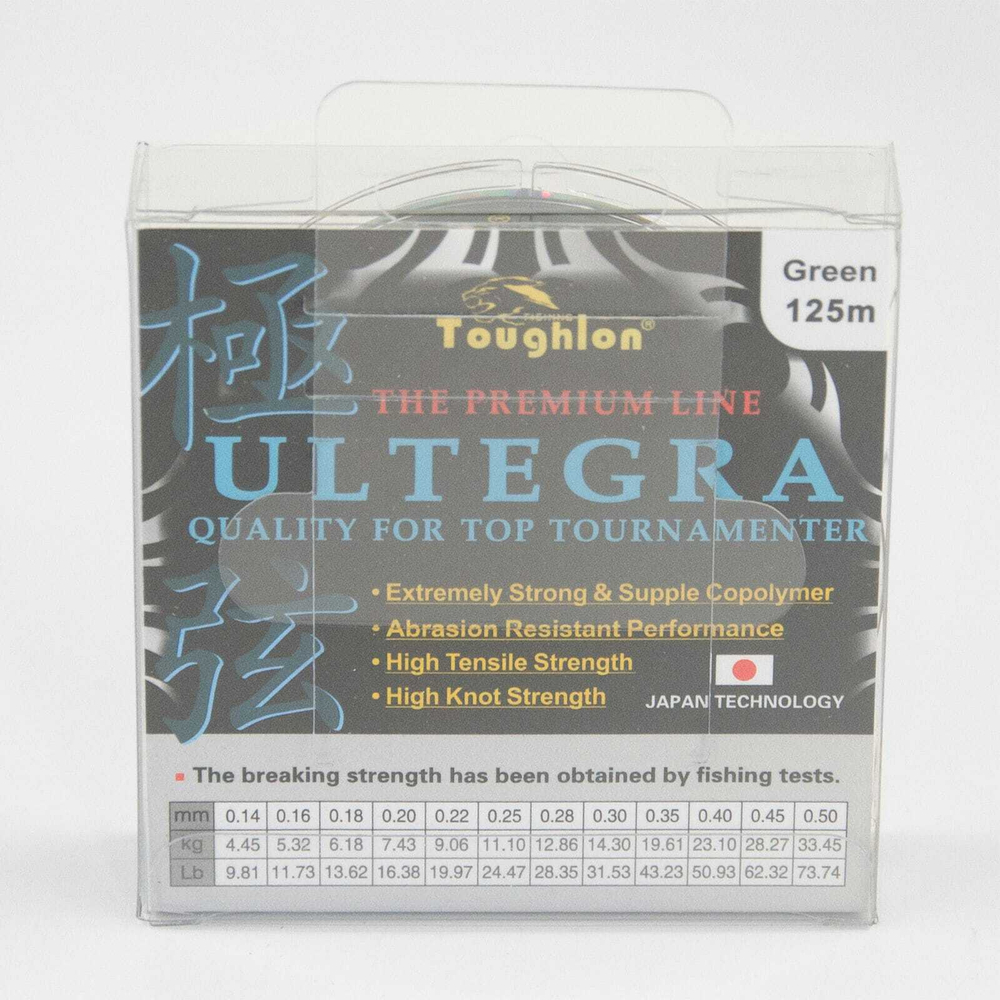 極弦
Green
125m
FISHING
Toughlon®
THE PREMIUM LINE
ULTEGRA
QUALITY FOR TOP TOURNAMENTER
• Extremely Strong & Supple Copolymer
• Abrasion Resistant Performance
• High Tensile Strength
• High Knot Strength
JAPAN TECHNOLOGY
The breaking strength has been obtained by fishing tests.
mm 0.14 0.16 0.18 0.20 0.22 0.25 0.28 0.30 0.35 0.40 0.45 0.50
kg 4.45 5.32 6.18 7.43 9.06 11.10 12.86 14.30 19.61 23.10 28.27 33.45
Lb 9.81 11.73 13.62 16.38 19.97 24.47 28.35 31.53 43.23 50.93 62.32 73.74